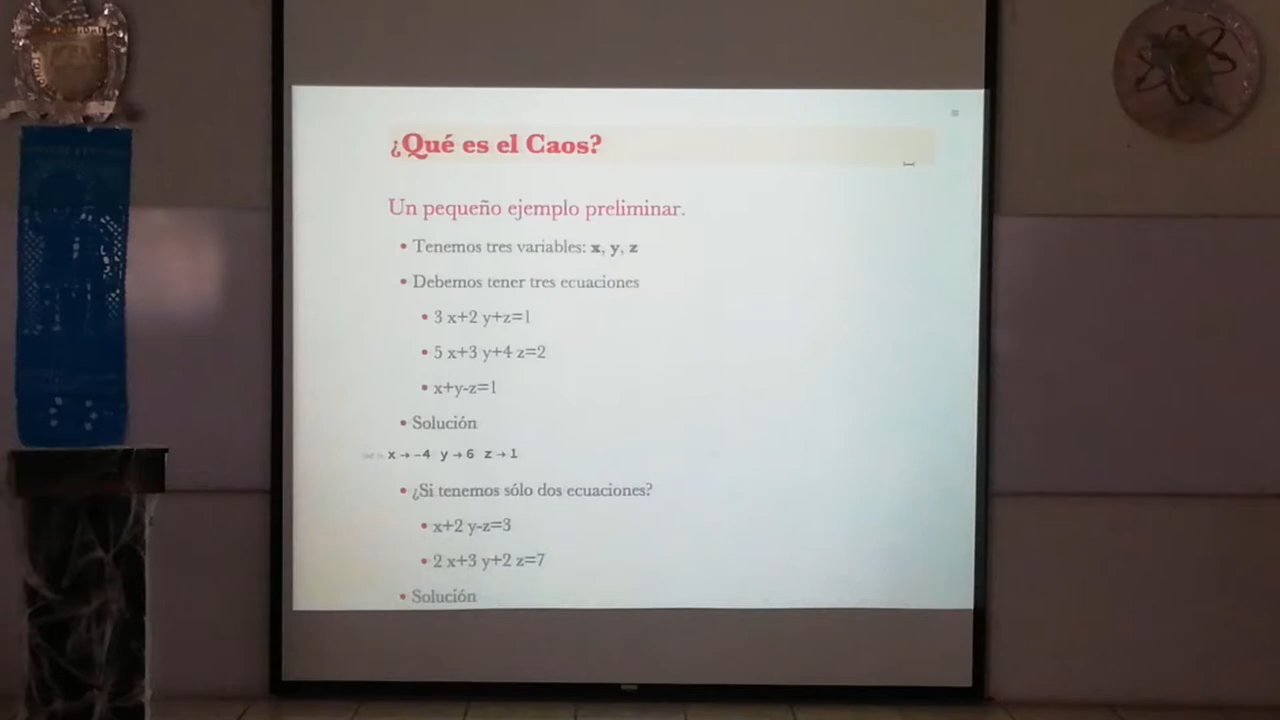 ¿Qué es el Caos?
Un pequeño ejemplo preliminar.
• Tenemos tres variables: x, y, z
• Debemos tener tres ecuaciones
• 3 x+2 y+z=1
• 5 x+3 y+4 z=2
• x+y-z=1
• Solución
x → -4 y → 6 z → 1
• ¿Si tenemos sólo dos ecuaciones?
• x+2 y-z=3
• 2 x+3 y+2 z=7
• Solución